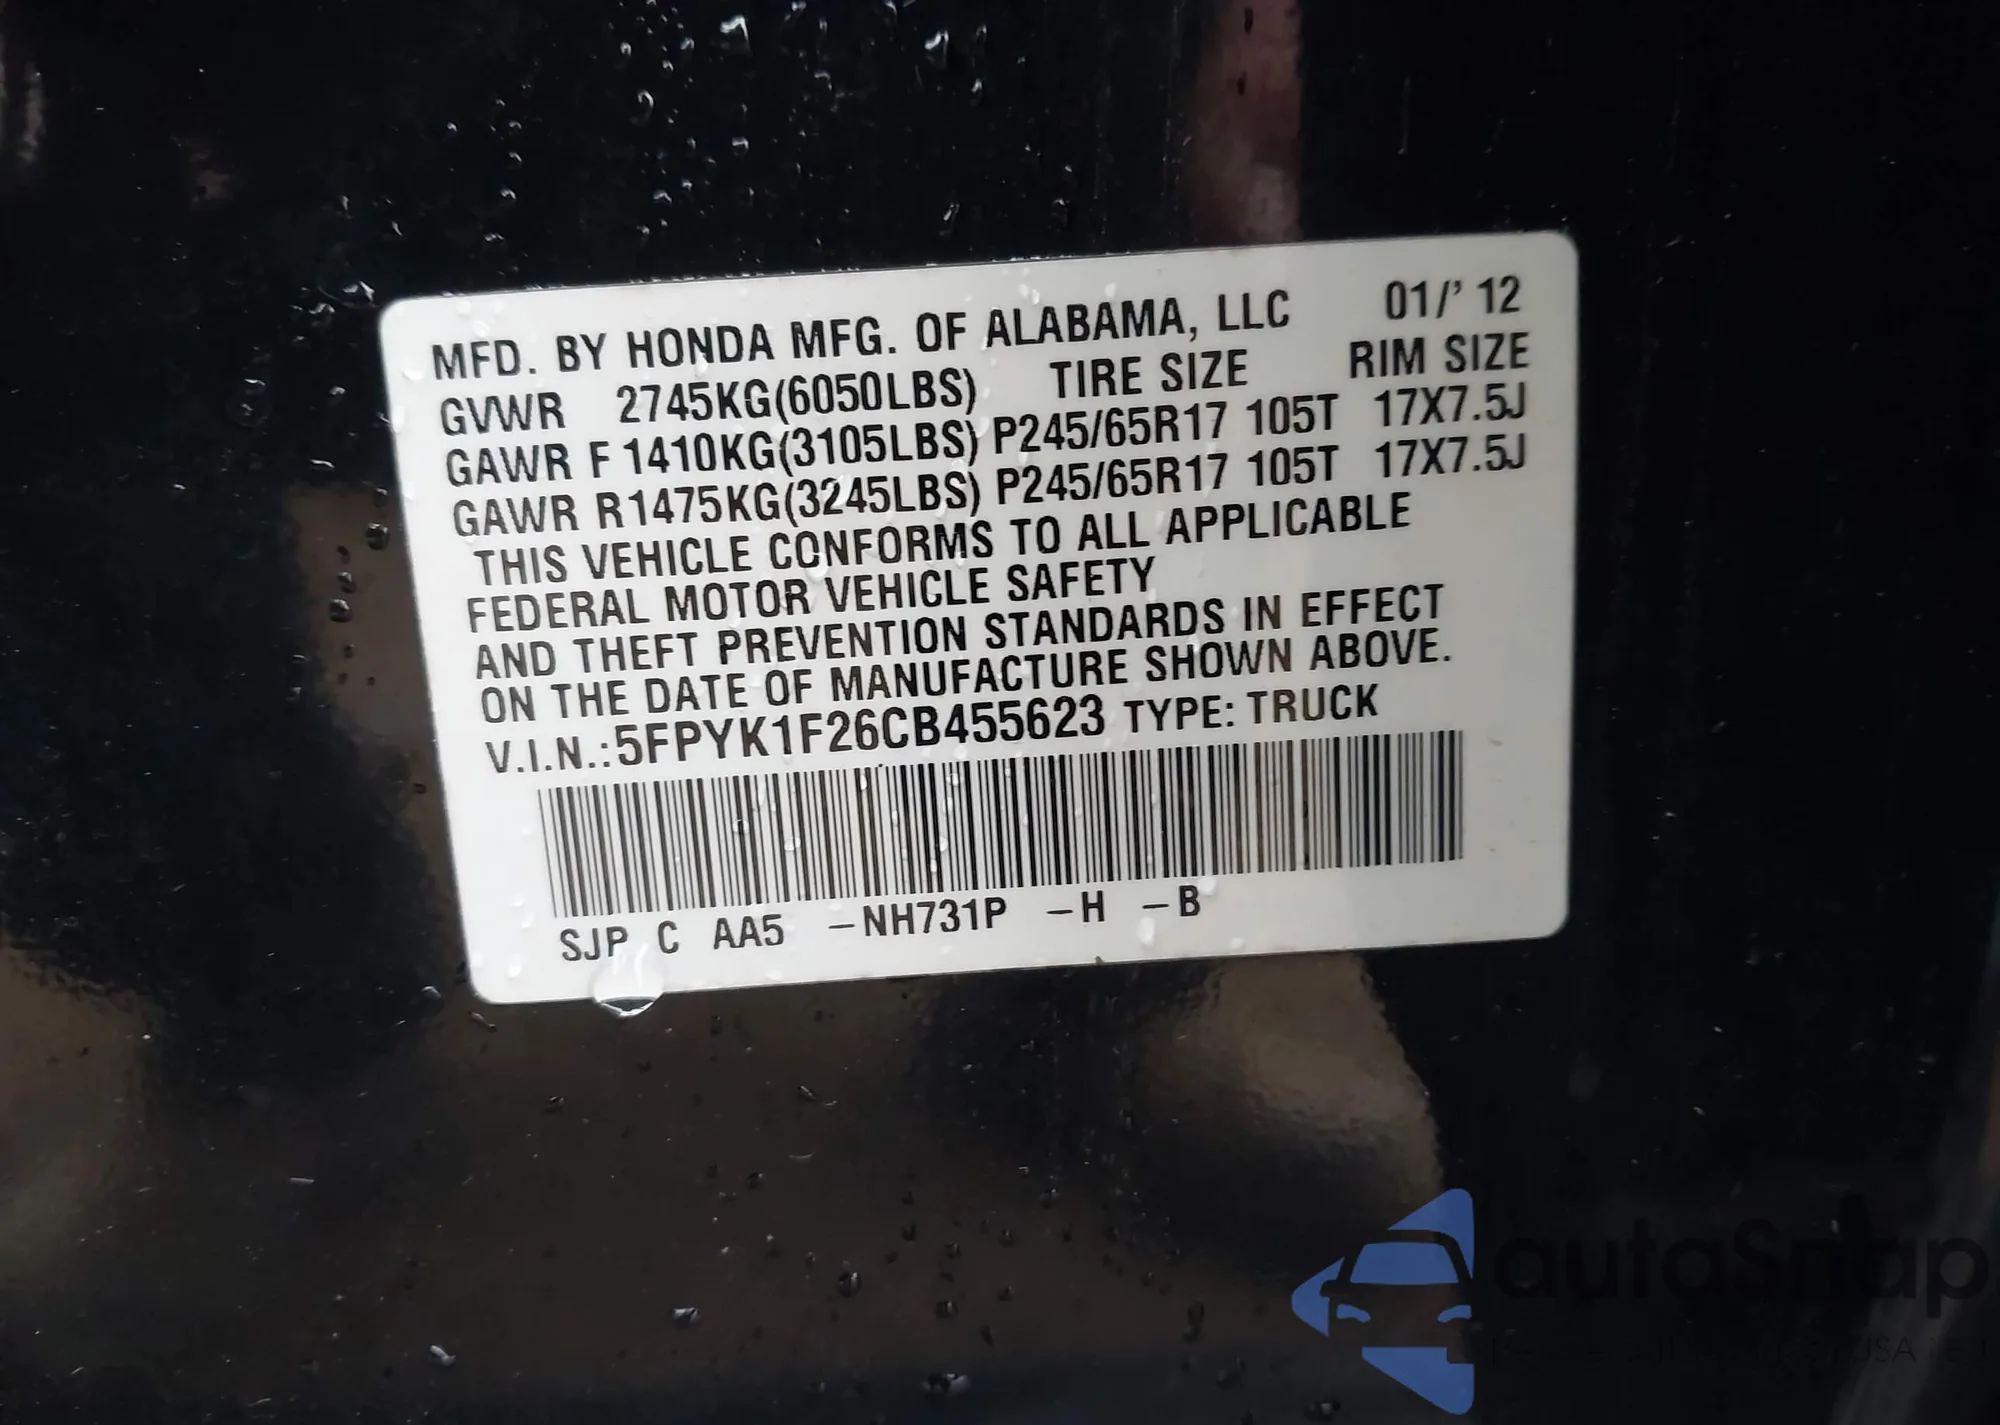 MFD. BY HONDA MFG. OF ALABAMA, LLC 01/' 12
GVWR 2745KG(6050LBS) TIRE SIZE RIM SIZE
GAWR F 1410KG(3105LBS) P245/65R17 105T 17X7.5J
GAWR R1475KG(3245LBS) P245/65R17 105T 17X7.5J
THIS VEHICLE CONFORMS TO ALL APPLICABLE
FEDERAL MOTOR VEHICLE SAFETY
AND THEFT PREVENTION STANDARDS IN EFFECT
ON THE DATE OF MANUFACTURE SHOWN ABOVE.
V.I.N.:5FPYK1F26CB455623 TYPE: TRUCK
SJP C AA5 –NH731P –H –B
autoSnap